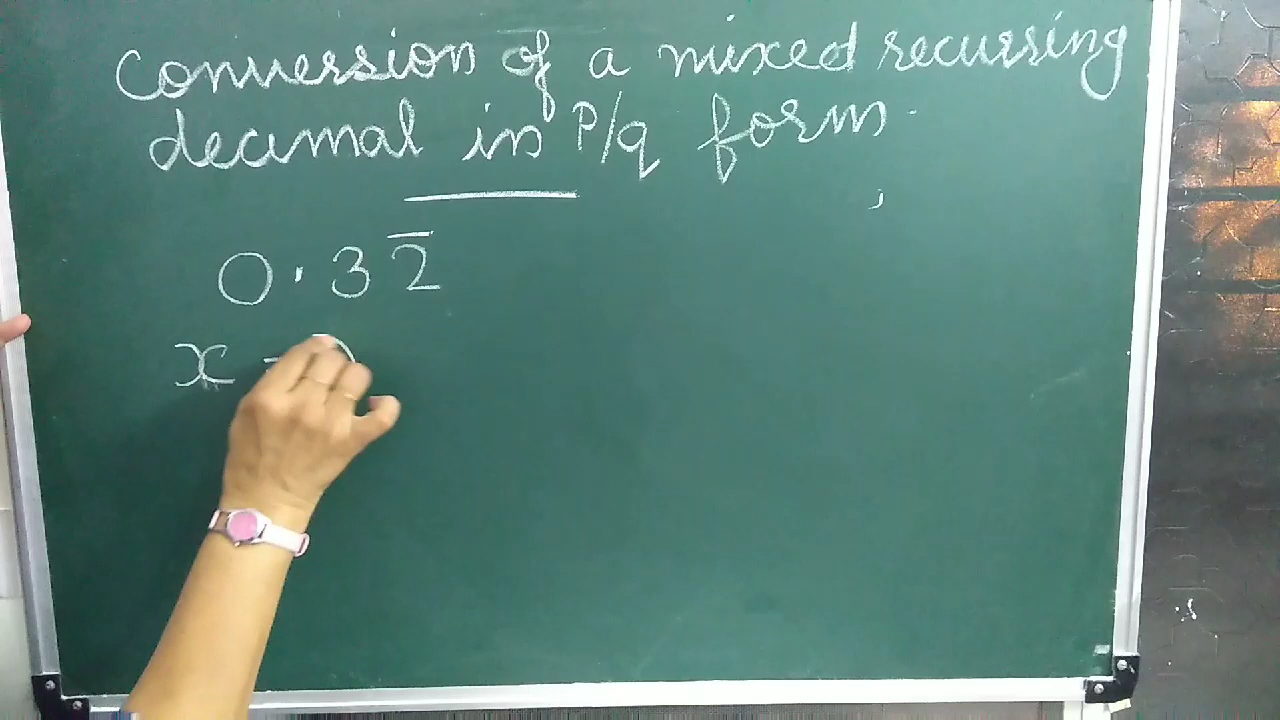 Conversion of a mixed recurring
decimal in P/q form.
0.32̅
x =